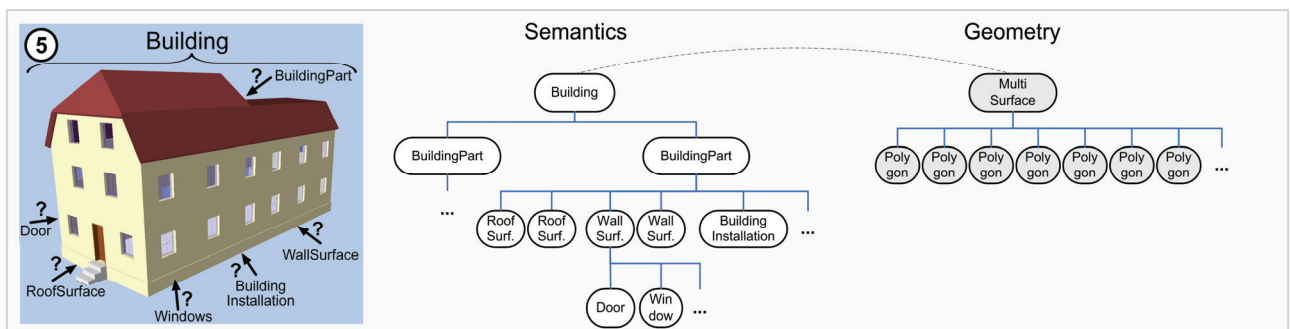 5
Building
?
BuildingPart
?
Door
?
RoofSurface
?
Windows
?
Building
Installation
?
WallSurface
Semantics
Geometry
Building
Multi
Surface
BuildingPart
BuildingPart
Poly
gon
Poly
gon
Poly
gon
Poly
gon
Poly
gon
Poly
gon
Poly
gon
...
...
Roof
Surf.
Roof
Surf.
Wall
Surf.
Wall
Surf.
Building
Installation
...
Door
Win
dow
...